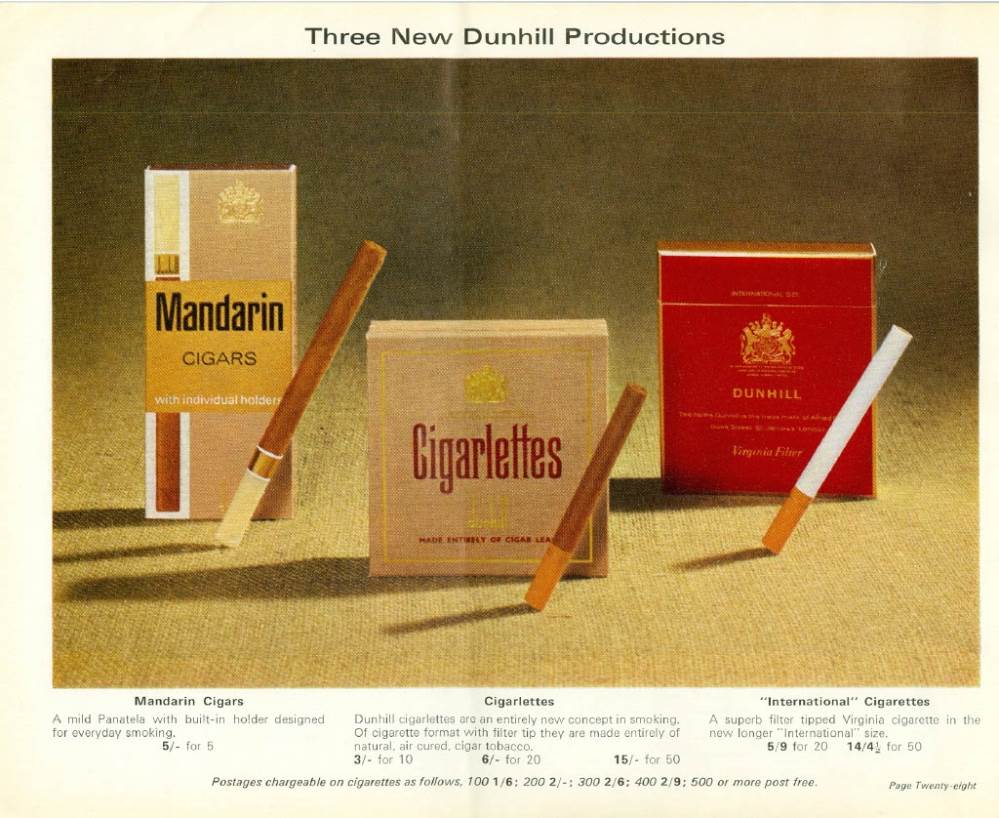 Three New Dunhill Productions
Mandarin
CIGARS
with individual holders
Cigarlettes
dunhill
MADE ENTIRELY OF CIGAR LEA
INTERNATIONAL SIZE
DUNHILL
Virginia Filter
Mandarin Cigars
A mild Panatela with built-in holder designed
for everyday smoking.
5/- for 5
Cigarlettes
Dunhill cigarlettes are an entirely new concept in smoking.
Of cigarette format with filter tip they are made entirely of
natural, air cured, cigar tobacco.
3/- for 10 6/- for 20 15/- for 50
"International" Cigarettes
A superb filter tipped Virginia cigarette in the
new longer "International" size.
5/9 for 20 14/4½ for 50
Postages chargeable on cigarettes as follows, 100 1/6; 200 2/-; 300 2/6; 400 2/9; 500 or more post free.
Page Twenty-eight